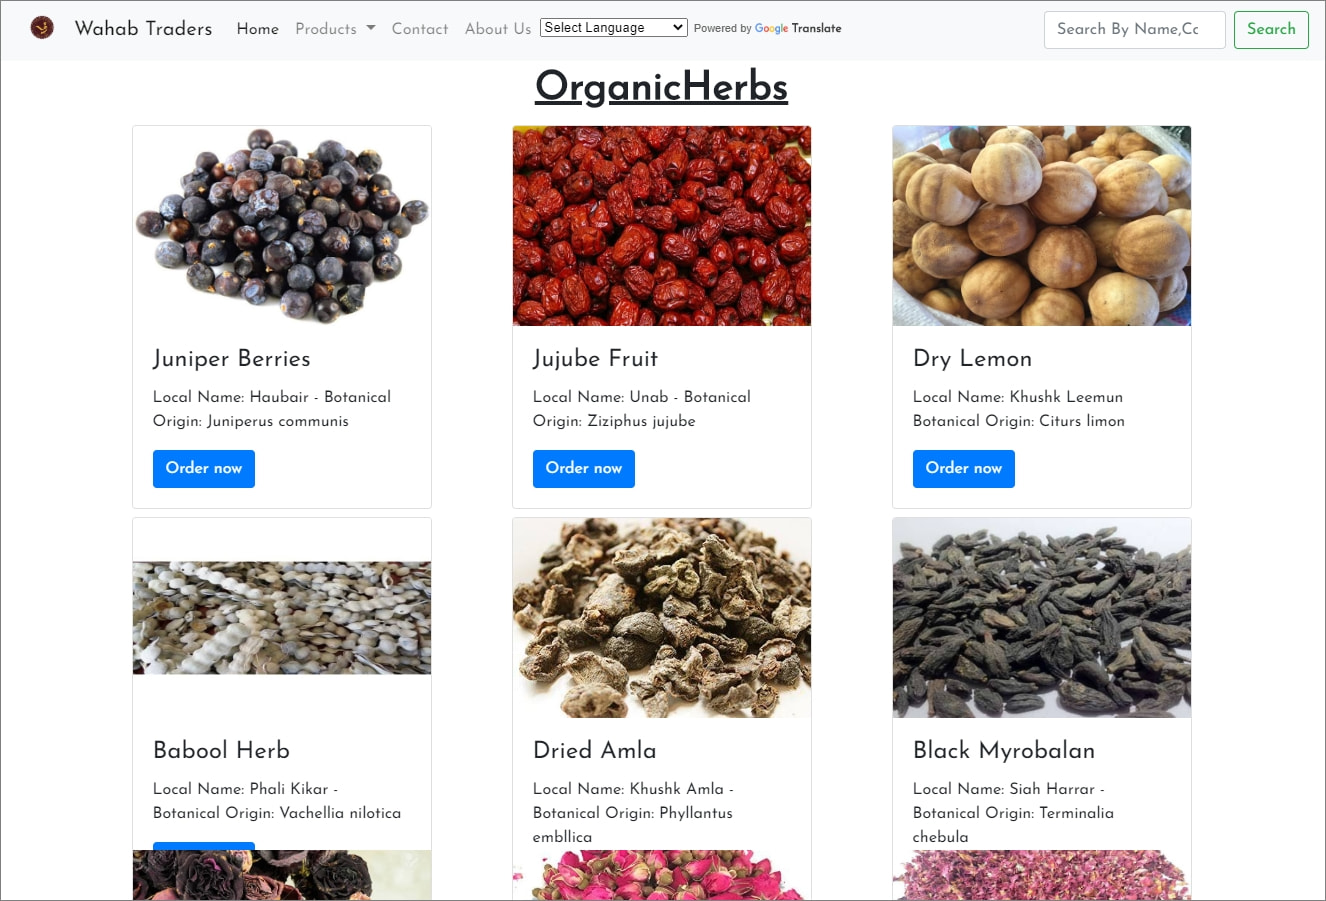 Wahab Traders Home Products Contact About Us Select Language Powered by Google Translate Search By Name,Cc Search
OrganicHerbs
Juniper Berries
Local Name: Haubair - Botanical
Origin: Juniperus communis
Order now
Jujube Fruit
Local Name: Unab - Botanical
Origin: Ziziphus jujube
Order now
Dry Lemon
Local Name: Khushk Leemun
Botanical Origin: Citurs limon
Order now
Babool Herb
Local Name: Phali Kikar -
Botanical Origin: Vachellia nilotica
Dried Amla
Local Name: Khushk Amla -
Botanical Origin: Phyllantus
embllica
Black Myrobalan
Local Name: Siah Harrar -
Botanical Origin: Terminalia
chebula